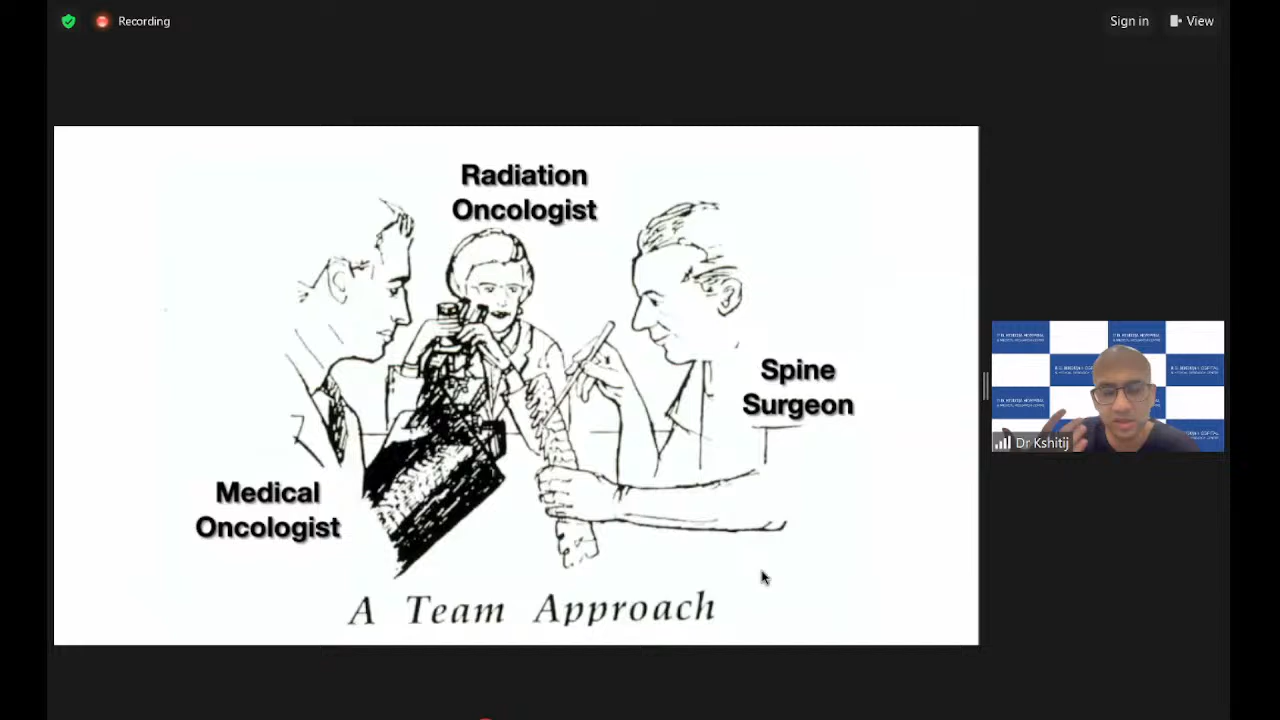 Recording
Sign in
View
Radiation
Oncologist
Spine
Surgeon
Medical
Oncologist
A Team Approach
Dr Kshitij